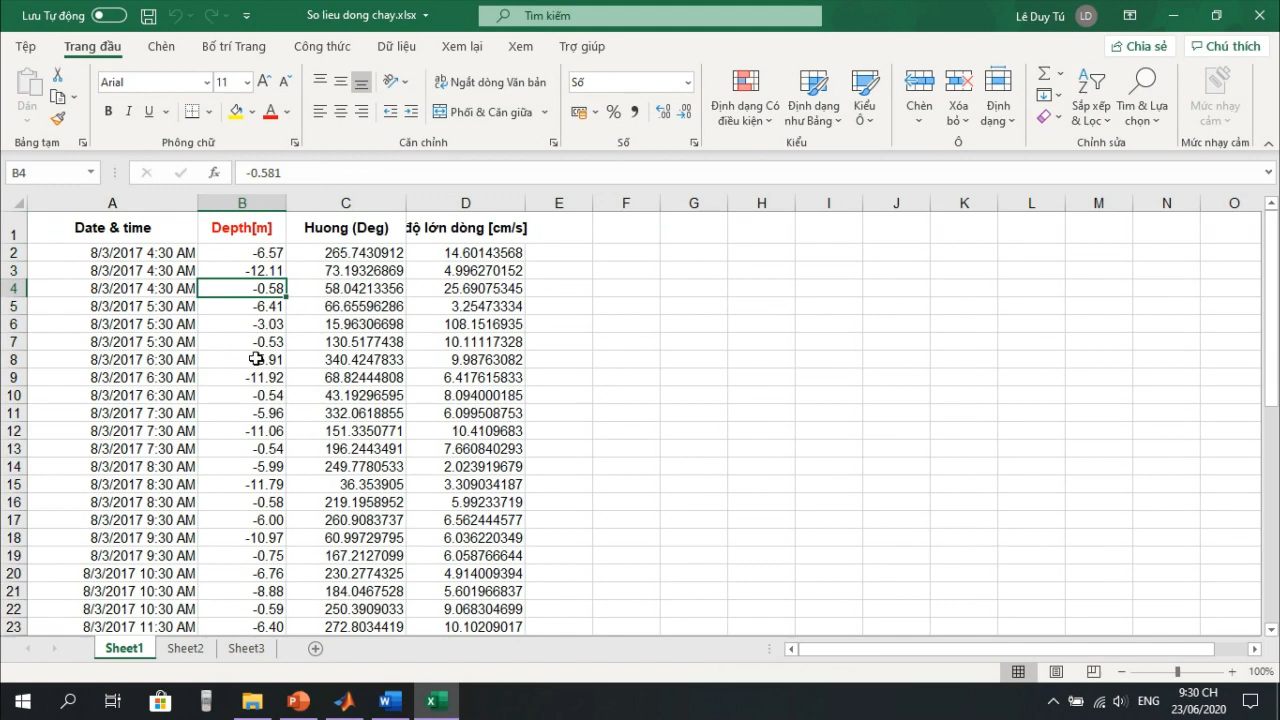 Lưu Tự động
So lieu dong chay.xlsx
Tìm kiếm
Lê Duy Tú
LD
Tệp
Trang đầu
Chèn
Bố trí Trang
Công thức
Dữ liệu
Xem lại
Xem
Trợ giúp
Chia sẻ
Chú thích
Dán
Arial
11
Ngắt dòng Văn bản
Phối & Căn giữa
Số
Định dạng Có điều kiện
Định dạng như Bảng
Kiểu Ô
Chèn
Xóa bỏ
Định dạng
Sắp xếp & Lọc
Tìm & Lựa chọn
Mức nhạy cảm
Bảng tạm
Phông chữ
Căn chỉnh
Số
Kiểu
Ô
Chỉnh sửa
Mức nhạy cảm
B4
fx
-0.581
A B C D E F G H I J K L M N O
1 Date & time Depth[m] Huong (Deg) độ lớn dòng [cm/s]
2 8/3/2017 4:30 AM -6.57 265.7430912 14.60143568
3 8/3/2017 4:30 AM -12.11 73.19326869 4.996270152
4 8/3/2017 4:30 AM -0.58 58.04213356 25.69075345
5 8/3/2017 5:30 AM -6.41 66.65596286 3.25473334
6 8/3/2017 5:30 AM -3.03 15.96306698 108.1516935
7 8/3/2017 5:30 AM -0.53 130.5177438 10.11117328
8 8/3/2017 6:30 AM .91 340.4247833 9.98763082
9 8/3/2017 6:30 AM -11.92 68.82444808 6.417615833
10 8/3/2017 6:30 AM -0.54 43.19296595 8.094000185
11 8/3/2017 7:30 AM -5.96 332.0618855 6.099508753
12 8/3/2017 7:30 AM -11.06 151.3350771 10.4109683
13 8/3/2017 7:30 AM -0.54 196.2443491 7.660840293
14 8/3/2017 8:30 AM -5.99 249.7780533 2.023919679
15 8/3/2017 8:30 AM -11.79 36.353905 3.309034187
16 8/3/2017 8:30 AM -0.58 219.1958952 5.99233719
17 8/3/2017 9:30 AM -6.00 260.9083737 6.562444577
18 8/3/2017 9:30 AM -10.97 60.99729795 6.036220349
19 8/3/2017 9:30 AM -0.75 167.2127099 6.058766644
20 8/3/2017 10:30 AM -6.76 230.2774325 4.914009394
21 8/3/2017 10:30 AM -8.88 184.0467528 5.601966837
22 8/3/2017 10:30 AM -0.59 250.3909033 9.068304699
23 8/3/2017 11:30 AM -6.40 272.8034419 10.10209017
Sheet1
Sheet2
Sheet3
100%
ENG
9:30 CH
23/06/2020